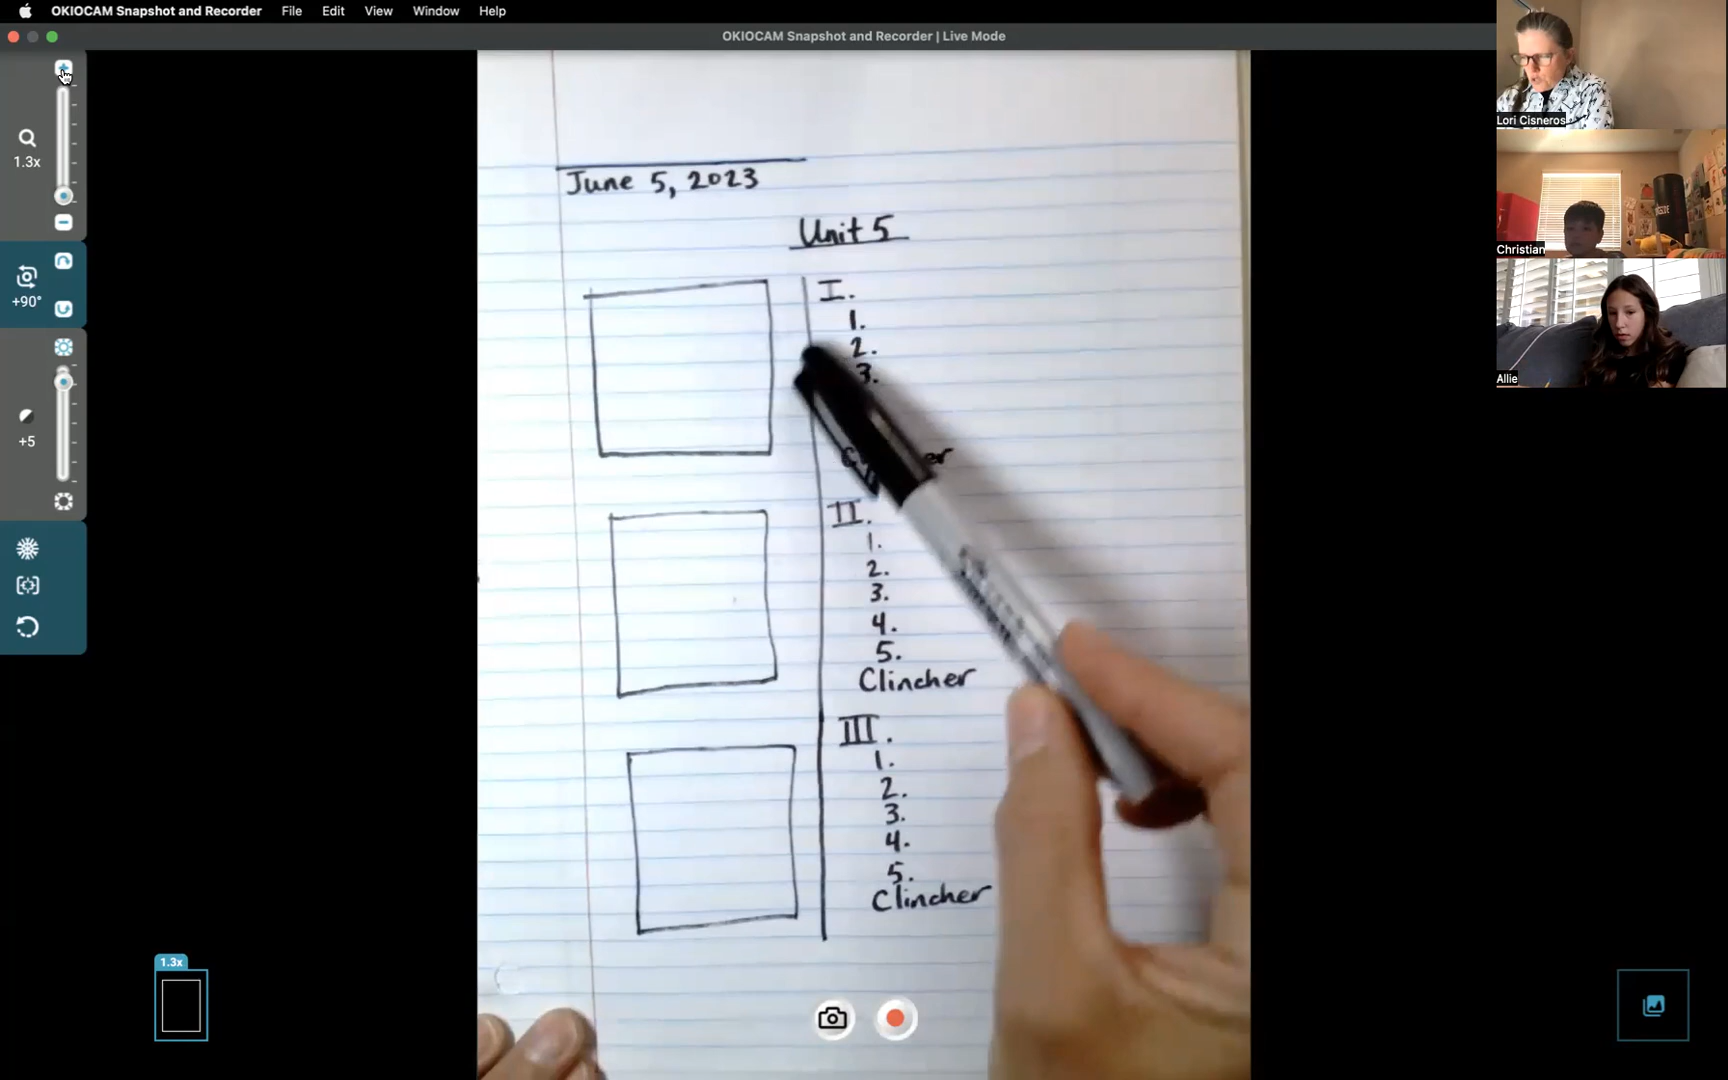 OKIOCAM Snapshot and Recorder File Edit View Window Help
OKIOCAM Snapshot and Recorder | Live Mode
1.3x
+90°
+5
1.3x
June 5, 2023
Unit 5
I.
1.
2.
3.
II.
1.
2.
3.
4.
5.
Clincher
III.
1.
2.
3.
4.
5.
Clincher
Lori Cisneros
Christian
Allie